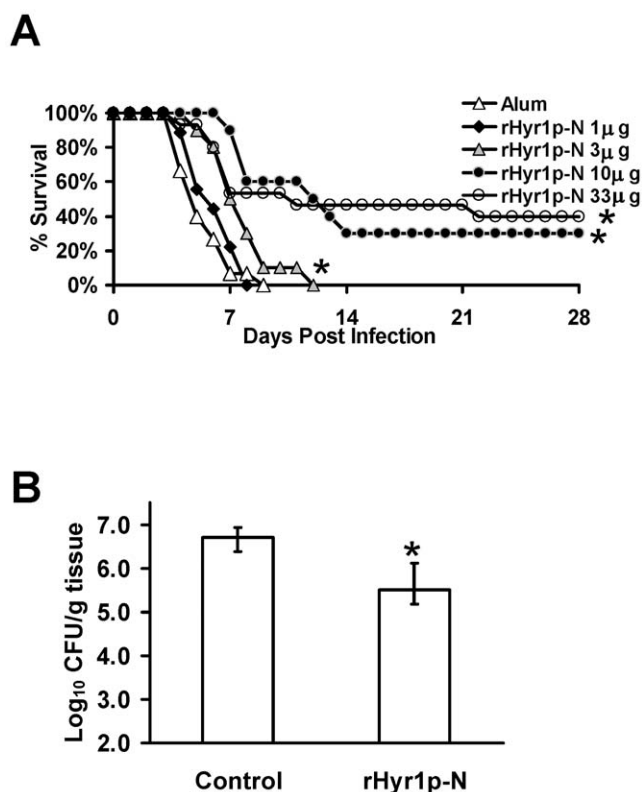 A
Alum
rHyr1p-N 1μ g
rHyr1p-N 3μ g
rHyr1p-N 10μ g
rHyr1p-N 33μ g
% Survival
100%
80%
60%
40%
20%
0%
*
*
*
0 7 14 21 28
Days Post Infection
B
Log₁₀ CFU/g tissue
7.0
6.0
5.0
4.0
3.0
2.0
*
Control rHyr1p-N